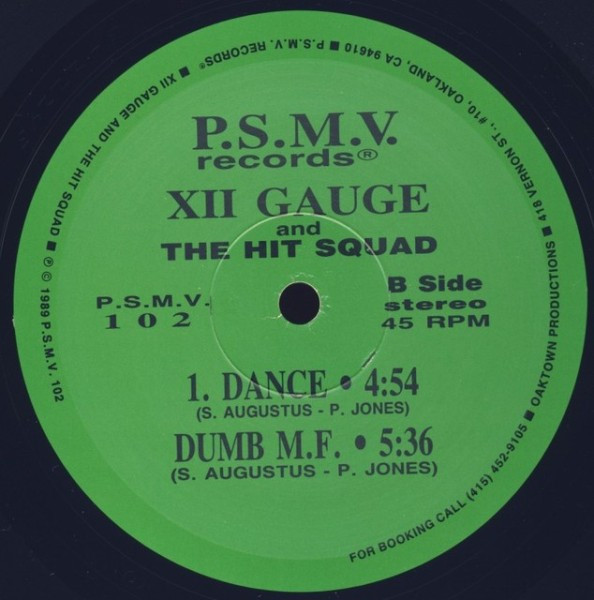 P.S.M.V.
records®
XII GAUGE
and
THE HIT SQUAD
B Side
stereo
45 RPM
P.S.M.V.
102
1. DANCE • 4:54
(S. AUGUSTUS - P. JONES)
DUMB M.F. • 5:36
(S. AUGUSTUS - P. JONES)
℗ © 1989 P.S.M.V. 102 ■ XII GAUGE AND THE HIT SQUAD ■ P.S.M.V. RECORDS® ■ 418 VERNON ST., #10, OAKLAND, CA 94610 ■ OAKTOWN PRODUCTIONS ■ FOR BOOKING CALL (415) 452-9105